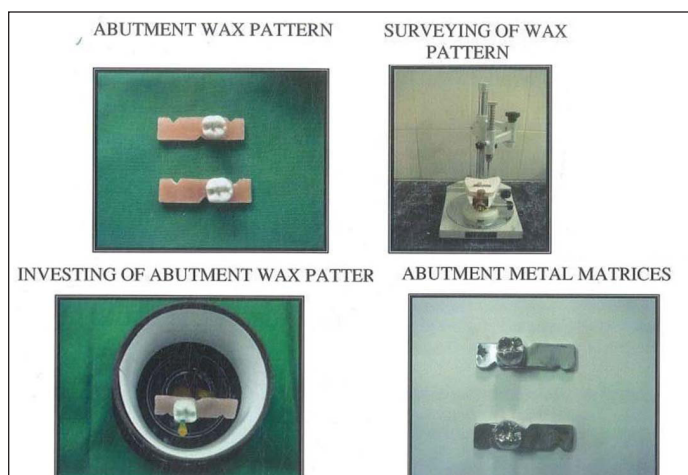 ABUTMENT WAX PATTERN
SURVEYING OF WAX
PATTERN
INVESTING OF ABUTMENT WAX PATTER
ABUTMENT METAL MATRICES